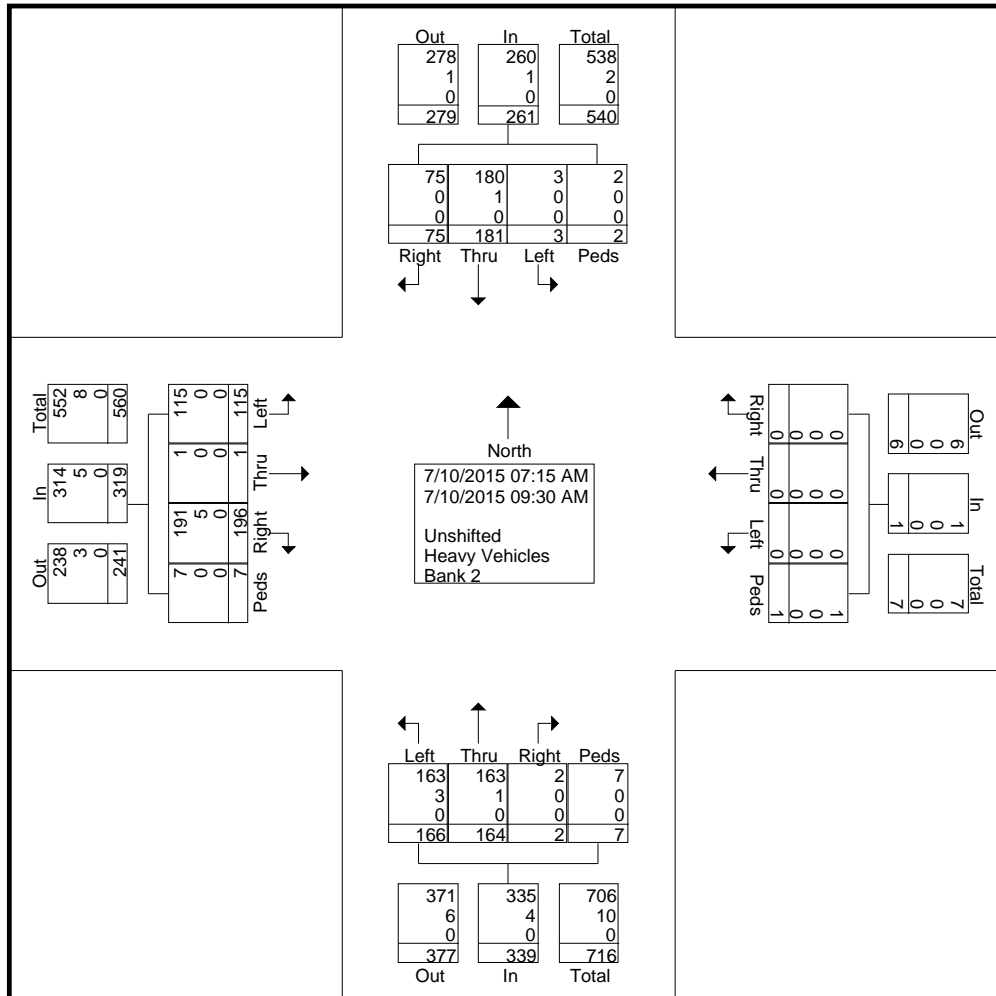 Out In Total
278 260 538
1 1 2
0 0 0
279 261 540
75 180 3 2
0 1 0 0
0 0 0 0
75 181 3 2
Right Thru Left Peds
Total
552 8 0 560
In
314 5 0 319
Out
238 3 0 241
115 0 0 115
Left
1 0 0 1
Thru
191 5 0 196
Right
7 0 0 7
Peds
North
7/10/2015 07:15 AM
7/10/2015 09:30 AM
Unshifted
Heavy Vehicles
Bank 2
Right
0 0 0 0
Thru
0 0 0 0
Left
0 0 0 0
Peds
1 0 0 1
Out
6 0 0 6
In
1 0 0 1
Total
7 0 0 7
Left Thru Right Peds
163 163 2 7
3 1 0 0
0 0 0 0
166 164 2 7
371 335 706
6 4 10
0 0 0
377 339 716
Out In Total